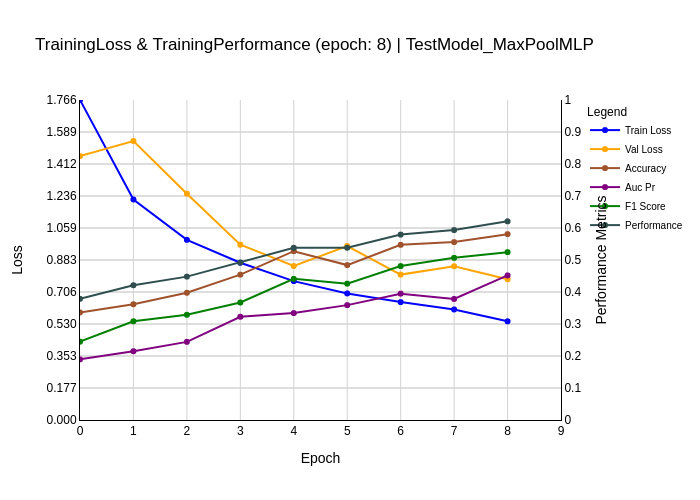 TrainingLoss & TrainingPerformance (epoch: 8) | TestModel_MaxPoolMLP
1.766
1.589
1.412
1.236
1.059
0.883
0.706
0.530
0.353
0.177
0.000
Loss
0 1 2 3 4 5 6 7 8 9
Epoch
1
0.9
0.8
0.7
0.6
0.5
0.4
0.3
0.2
0.1
0
Performance Metrics
Legend
Train Loss
Val Loss
Accuracy
Auc Pr
F1 Score
Performance